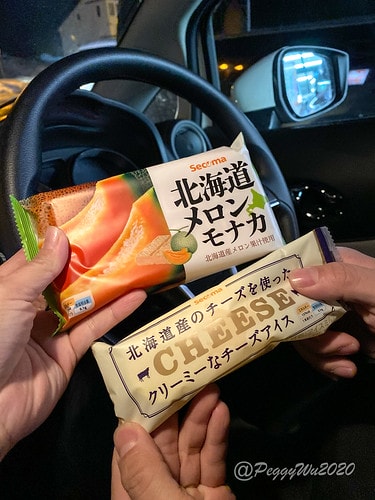 Secoma
北海道
メロン
モナカ
北海道産メロン果汁使用
Secoma
北海道産のチーズを使った
CHEESE
クリーミーなチーズアイス
@PeggyWu2020